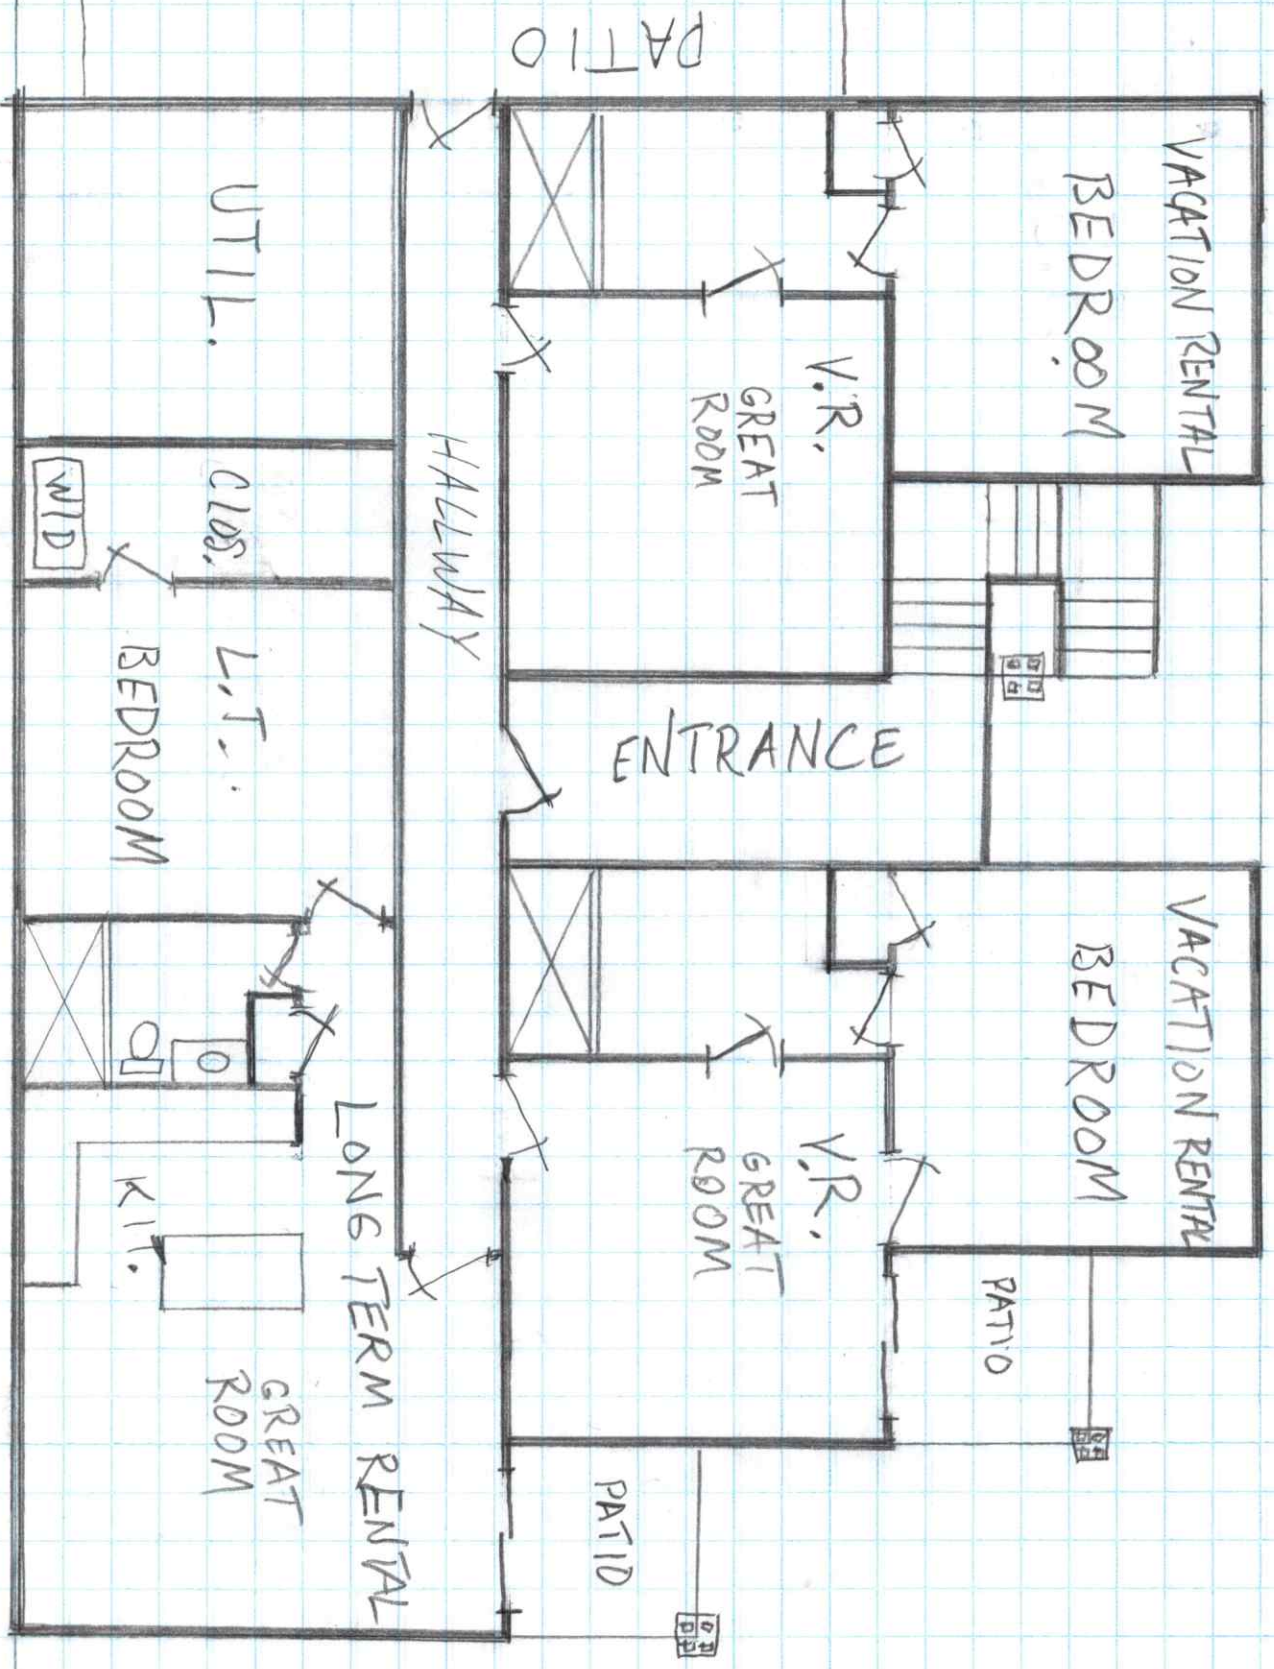 PATIO
VACATION RENTAL
BEDROOM
V.R.
GREAT
ROOM
UTIL.
HALLWAY
CLOS.
W/D
L.T.
BEDROOM
ENTRANCE
VACATION RENTAL
BEDROOM
V.R.
GREAT
ROOM
PATIO
LONG TERM RENTAL
KIT.
GREAT
ROOM
PATIO